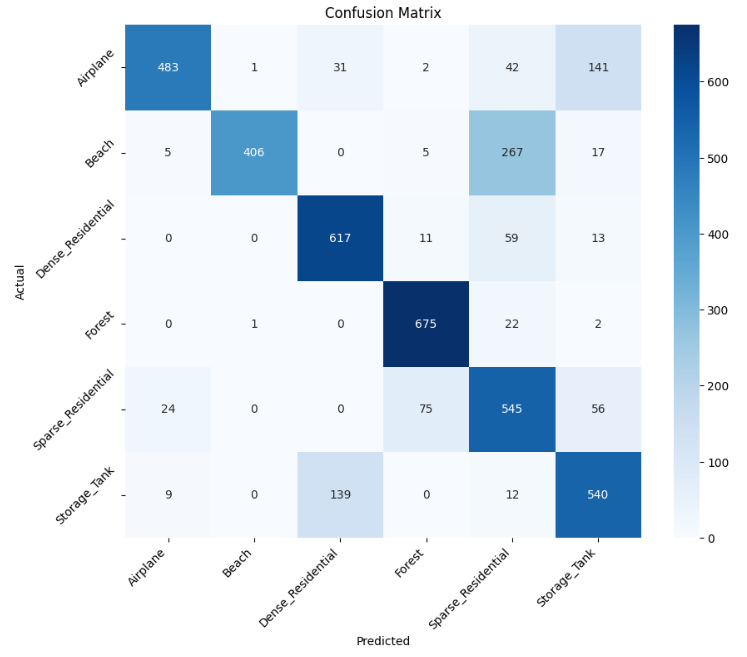 Confusion Matrix
Airplane 483 1 31 2 42 141
Beach 5 406 0 5 267 17
Dense_Residential 0 0 617 11 59 13
Forest 0 1 0 675 22 2
Sparse_Residential 24 0 0 75 545 56
Storage_Tank 9 0 139 0 12 540
Actual
Airplane Beach Dense_Residential Forest Sparse_Residential Storage_Tank
Predicted
600
500
400
300
200
100
0